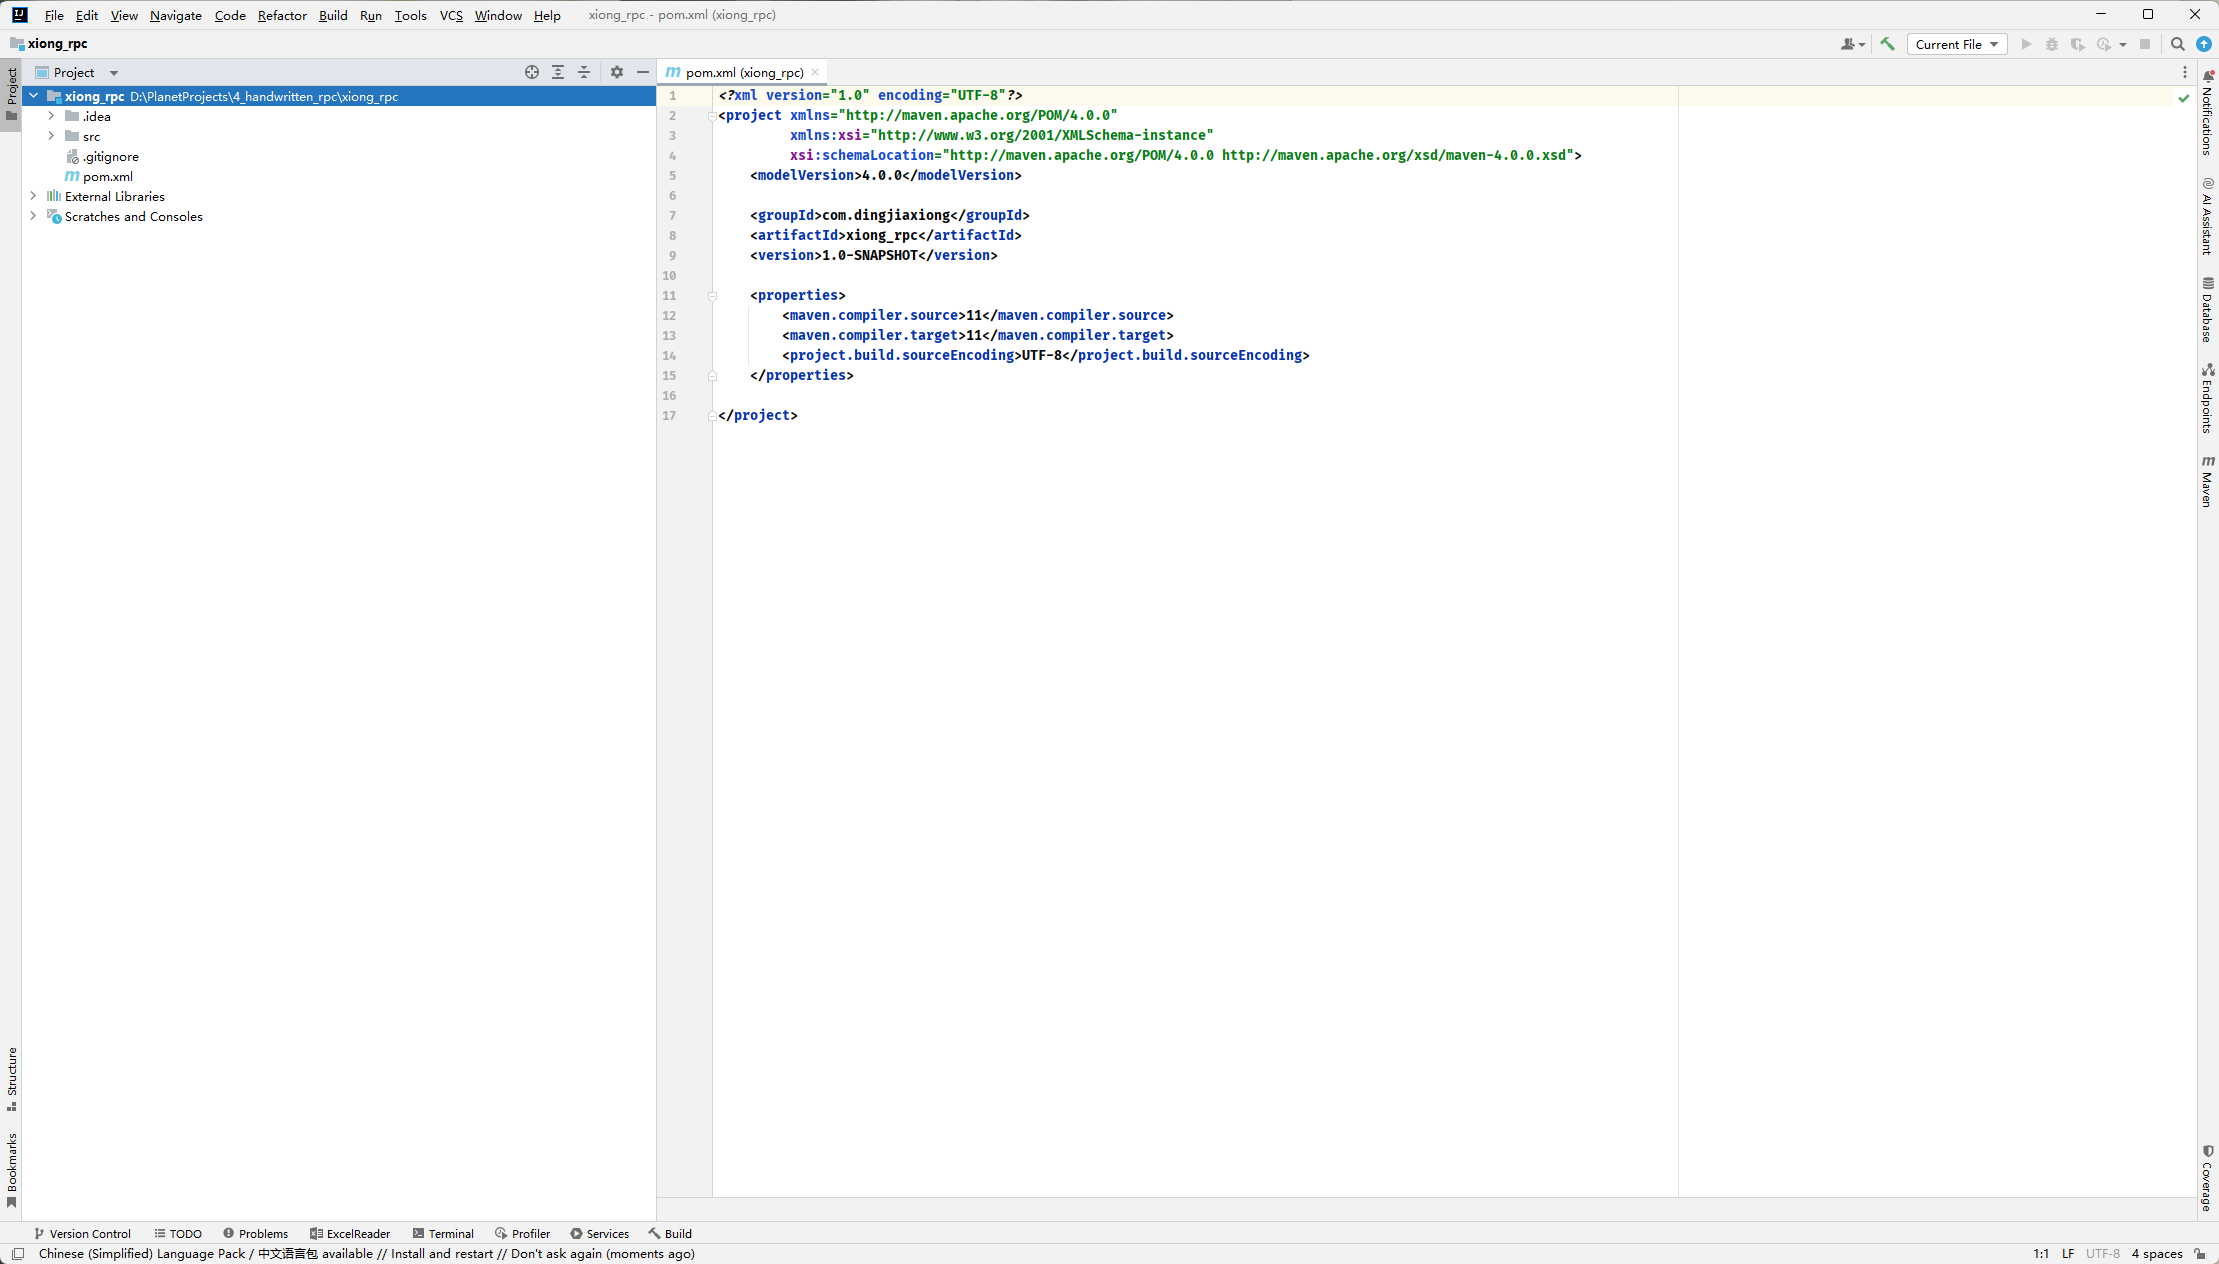 File Edit View Navigate Code Refactor Build Run Tools VCS Window Help xiong_rpc - pom.xml (xiong_rpc)
xiong_rpc
Current File
Project
pom.xml (xiong_rpc)
Project
xiong_rpc D:\PlanetProjects\4_handwritten_rpc\xiong_rpc
.idea
src
.gitignore
pom.xml
External Libraries
Scratches and Consoles
1 <?xml version="1.0" encoding="UTF-8"?>
2 <project xmlns="http://maven.apache.org/POM/4.0.0"
3 xmlns:xsi="http://www.w3.org/2001/XMLSchema-instance"
4 xsi:schemaLocation="http://maven.apache.org/POM/4.0.0 http://maven.apache.org/xsd/maven-4.0.0.xsd">
5 <modelVersion>4.0.0</modelVersion>
6
7 <groupId>com.dingjiaxiong</groupId>
8 <artifactId>xiong_rpc</artifactId>
9 <version>1.0-SNAPSHOT</version>
10
11 <properties>
12 <maven.compiler.source>11</maven.compiler.source>
13 <maven.compiler.target>11</maven.compiler.target>
14 <project.build.sourceEncoding>UTF-8</project.build.sourceEncoding>
15 </properties>
16
17 </project>
Notifications
AI Assistant
Database
Endpoints
Maven
Coverage
Structure
Bookmarks
Version Control TODO Problems ExcelReader Terminal Profiler Services Build
Chinese (Simplified) Language Pack / 中文语言包 available // Install and restart // Don't ask again (moments ago) 1:1 LF UTF-8 4 spaces